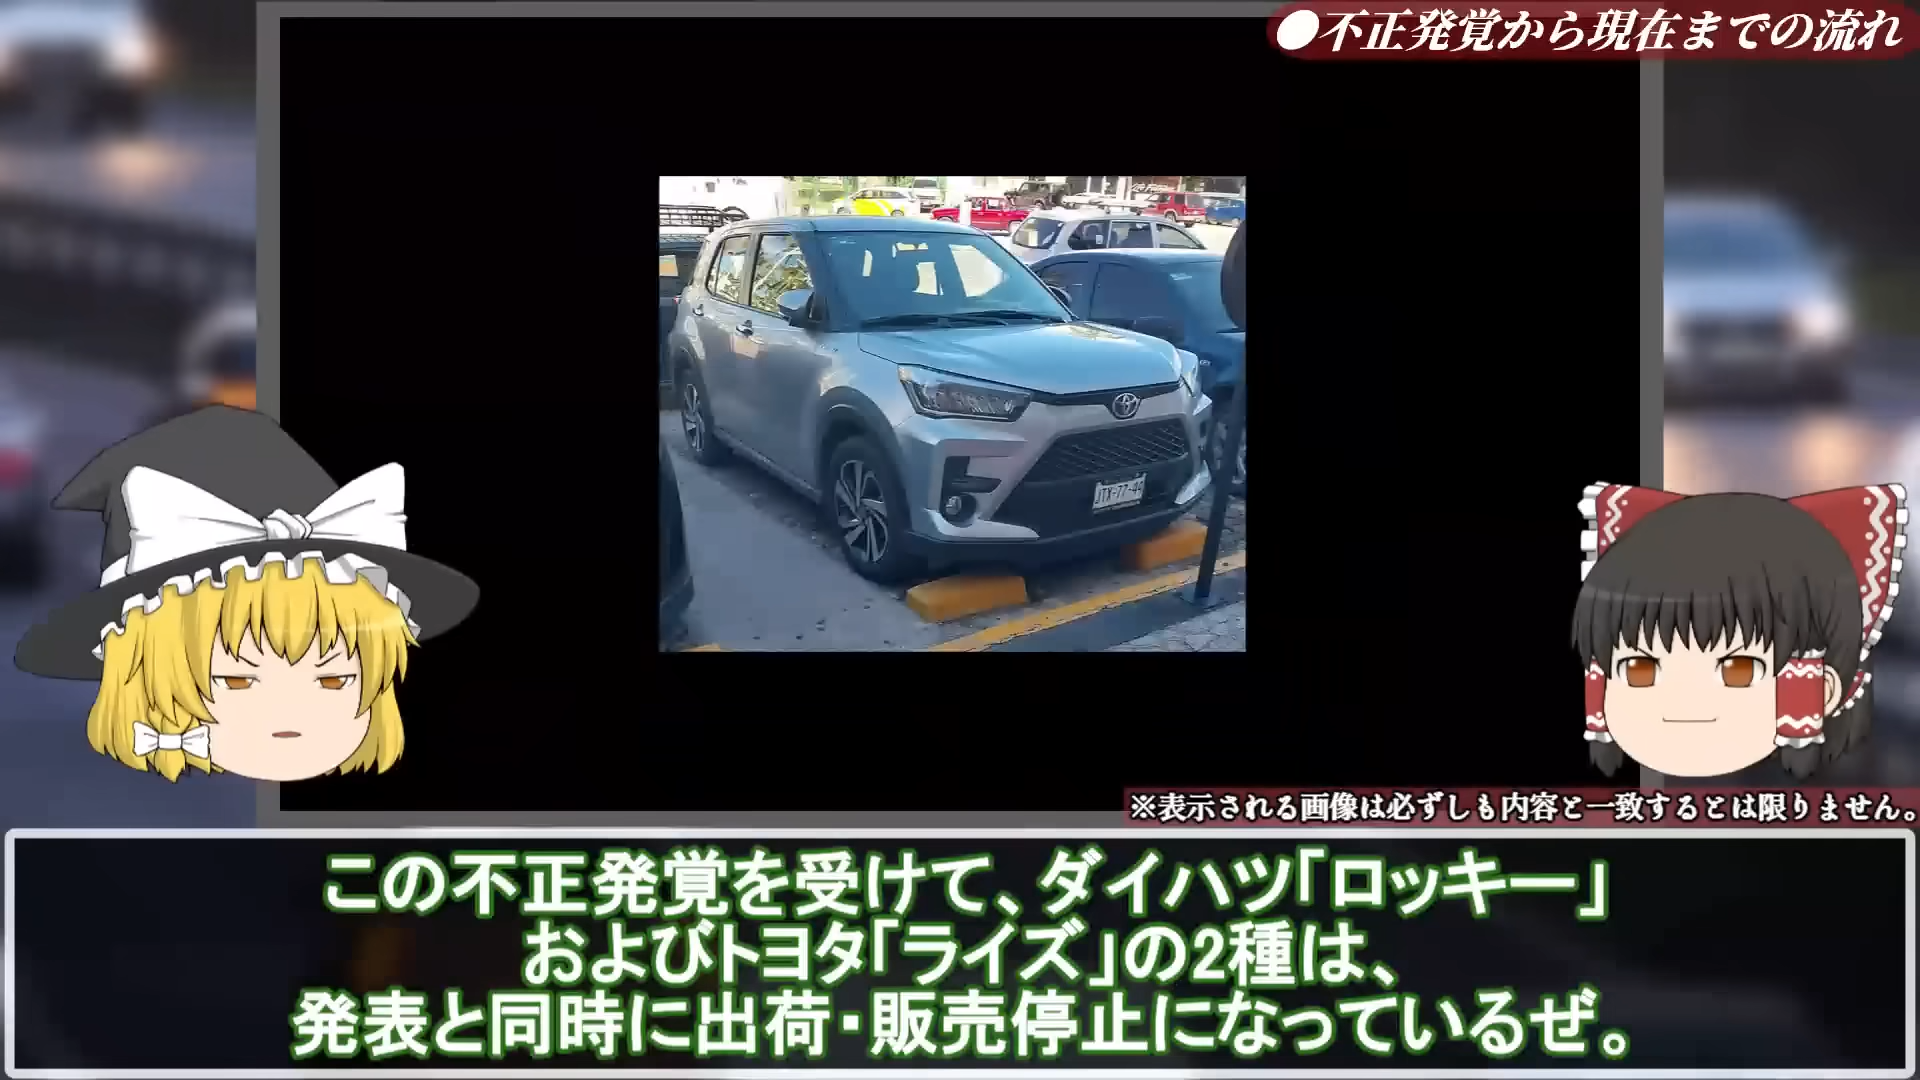 ●不正発覚から現在までの流れ
JTX-77-44
※表示される画像は必ずしも内容と一致するとは限りません。
この不正発覚を受けて、ダイハツ「ロッキー」
およびトヨタ「ライズ」の2種は、
発表と同時に出荷・販売停止になっているぜ。